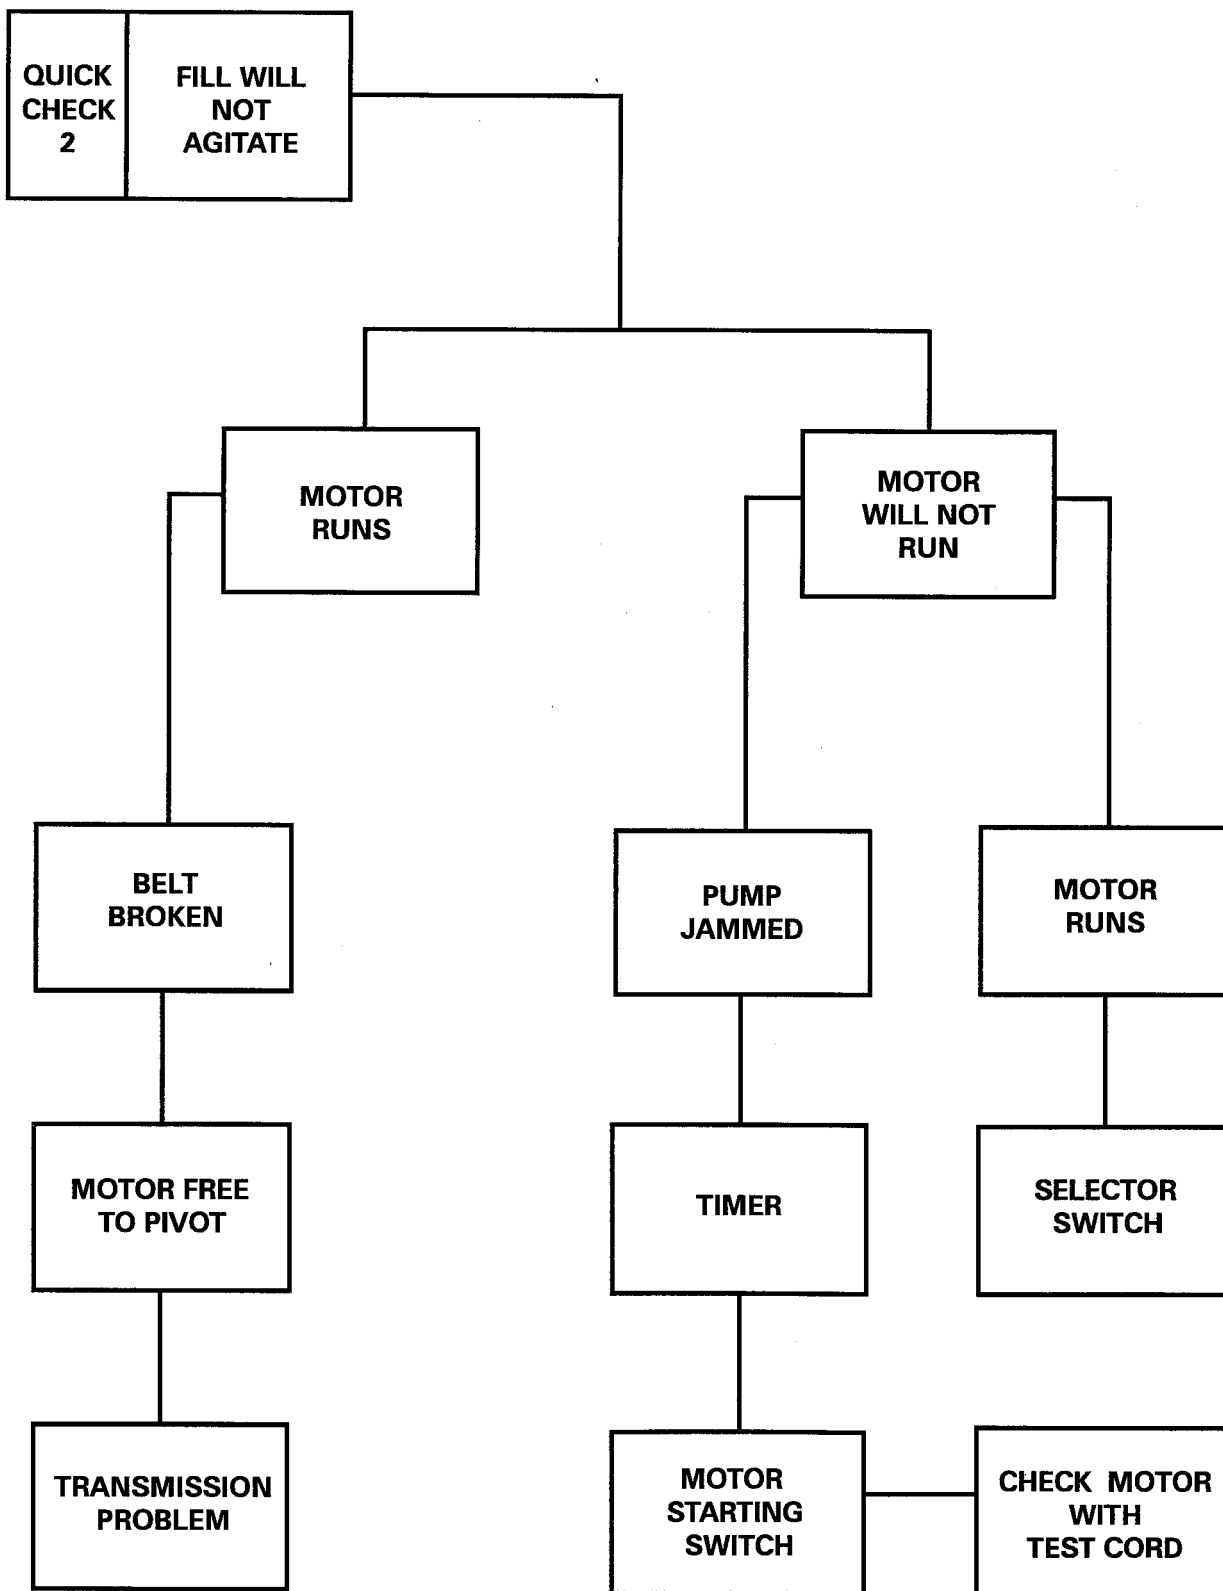 QUICK
CHECK
2
FILL WILL
NOT
AGITATE
MOTOR
RUNS
MOTOR
WILL NOT
RUN
BELT
BROKEN
PUMP
JAMMED
MOTOR
RUNS
MOTOR FREE
TO PIVOT
TIMER
SELECTOR
SWITCH
TRANSMISSION
PROBLEM
MOTOR
STARTING
SWITCH
CHECK MOTOR
WITH
TEST CORD